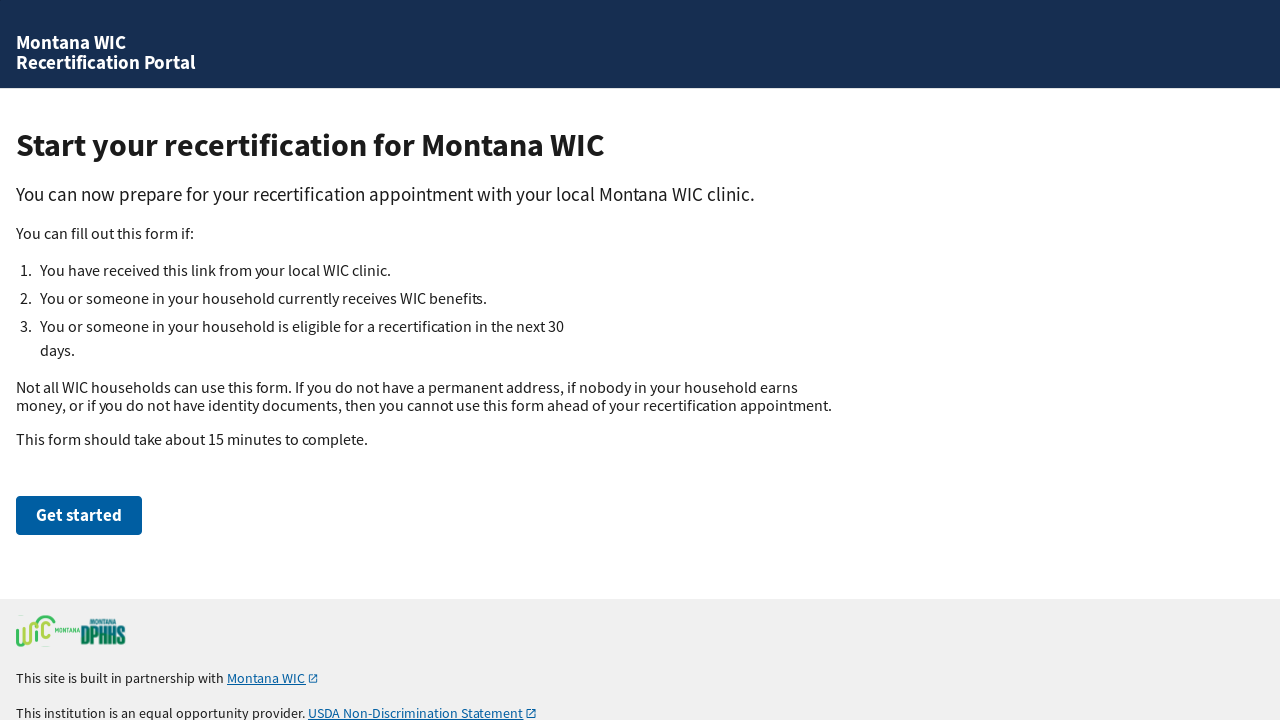 Montana WIC
Recertification Portal
Start your recertification for Montana WIC
You can now prepare for your recertification appointment with your local Montana WIC clinic.
You can fill out this form if:
1. You have received this link from your local WIC clinic.
2. You or someone in your household currently receives WIC benefits.
3. You or someone in your household is eligible for a recertification in the next 30
days.
Not all WIC households can use this form. If you do not have a permanent address, if nobody in your household earns
money, or if you do not have identity documents, then you cannot use this form ahead of your recertification appointment.
This form should take about 15 minutes to complete.
Get started
WIC MONTANA MONTANA DPHHS
This site is built in partnership with Montana WIC
This institution is an equal opportunity provider. USDA Non-Discrimination Statement